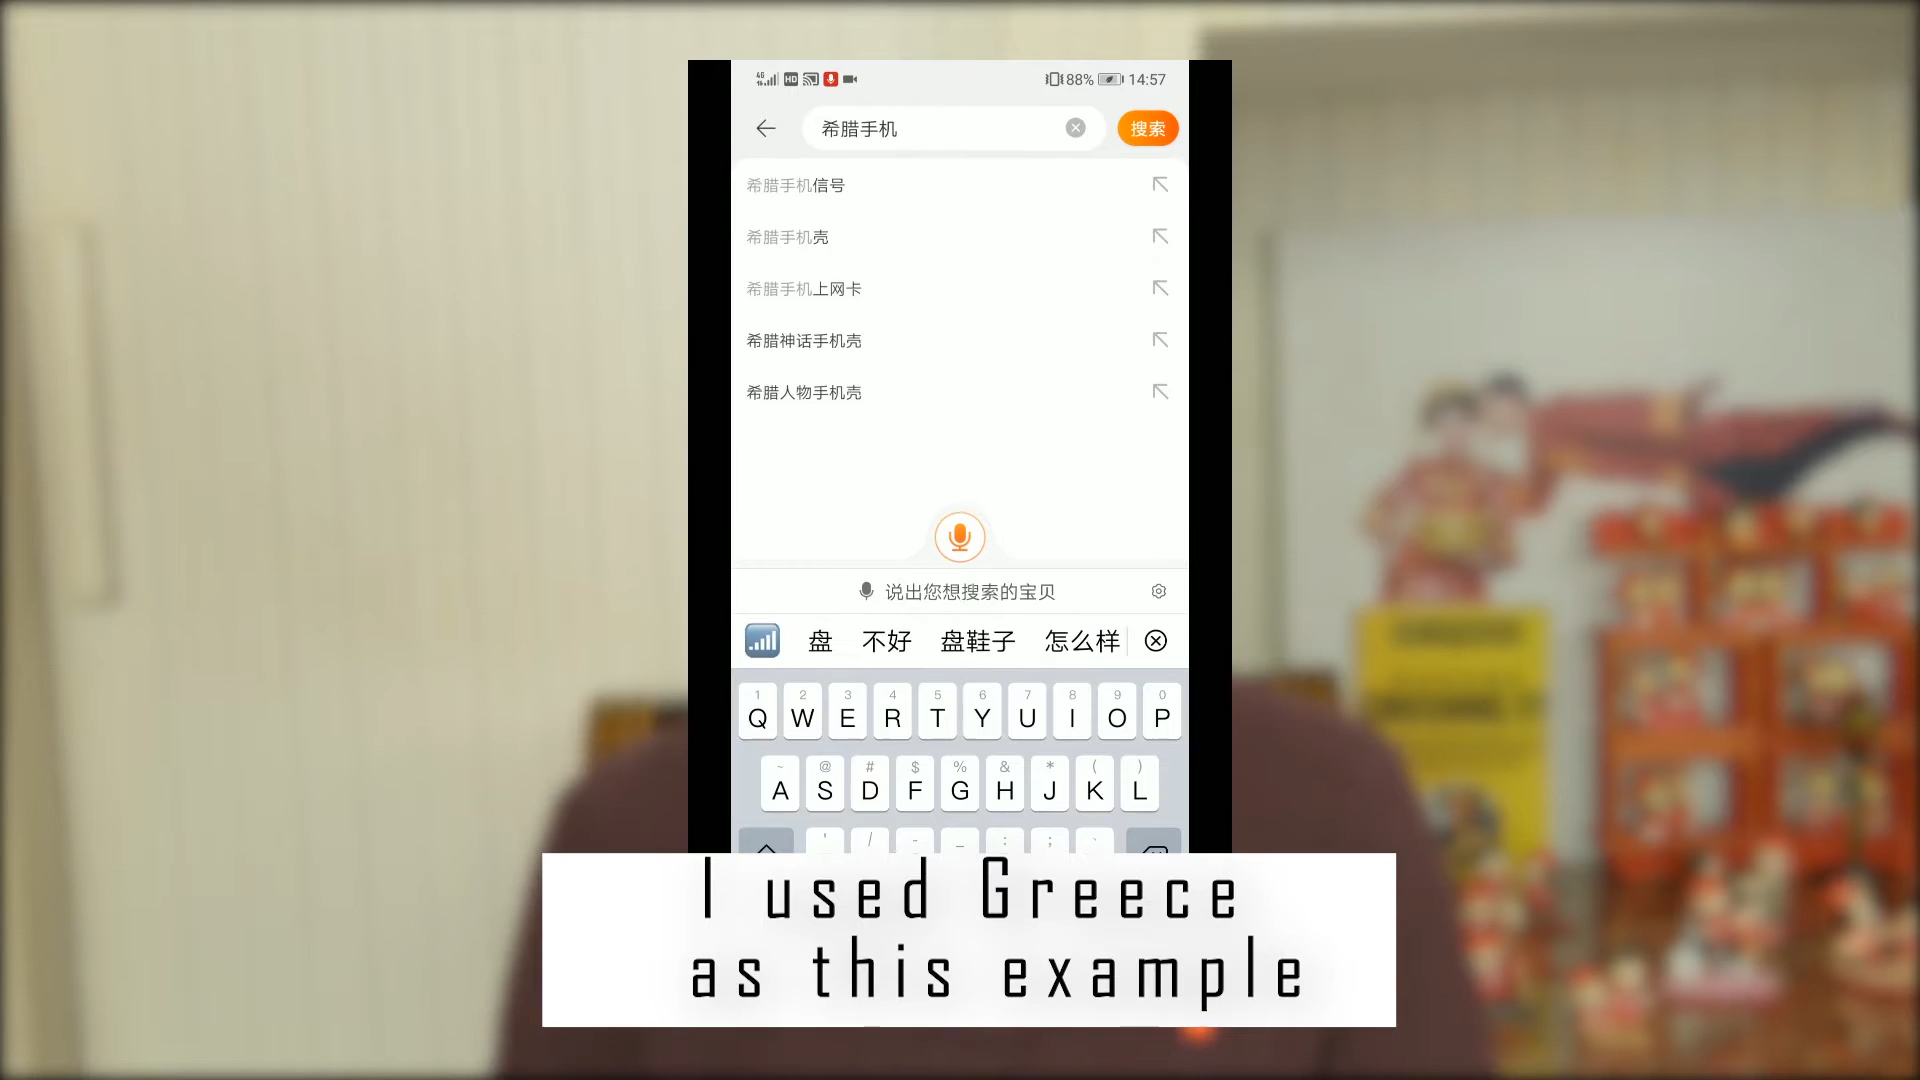 4G HD 88% 14:57
希腊手机 搜索
希腊手机信号
希腊手机壳
希腊手机上网卡
希腊神话手机壳
希腊人物手机壳
说出您想搜索的宝贝
盘 不好 盘鞋子 怎么样
1 2 3 4 5 6 7 8 9 0
Q W E R T Y U I O P
~ @ # $ % & * ( )
A S D F G H J K L
' / - _ : ;
I used Greece
as this example